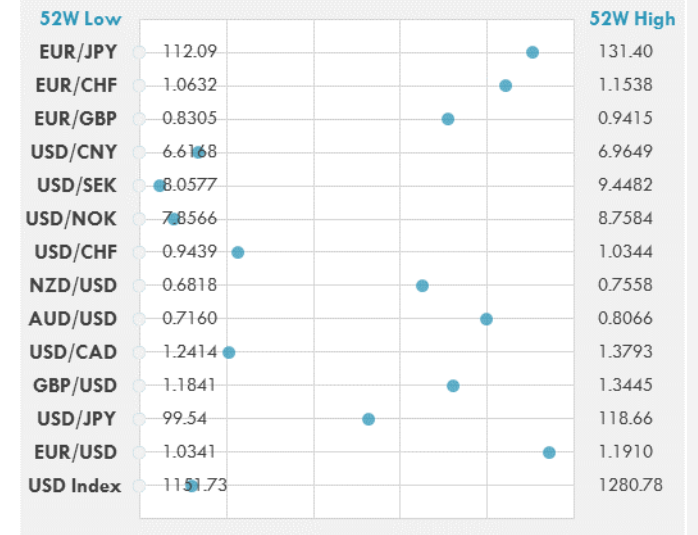 52W Low 52W High
EUR/JPY 112.09 131.40
EUR/CHF 1.0632 1.1538
EUR/GBP 0.8305 0.9415
USD/CNY 6.6168 6.9649
USD/SEK 8.0577 9.4482
USD/NOK 7.8566 8.7584
USD/CHF 0.9439 1.0344
NZD/USD 0.6818 0.7558
AUD/USD 0.7160 0.8066
USD/CAD 1.2414 1.3793
GBP/USD 1.1841 1.3445
USD/JPY 99.54 118.66
EUR/USD 1.0341 1.1910
USD Index 1151.73 1280.78